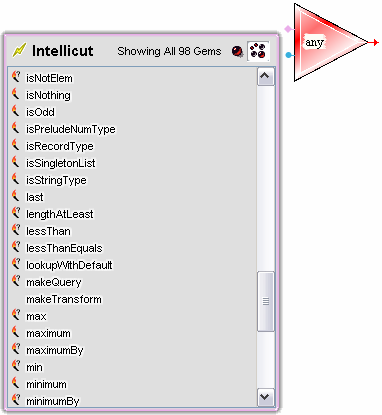 Intellicut Showing All 98 Gems
any
isNotElem
isNothing
isOdd
isPreludeNumType
isRecordType
isSingletonList
isStringType
last
lengthAtLeast
lessThan
lessThanEquals
lookupWithDefault
makeQuery
makeTransform
max
maximum
maximumBy
min
minimum
minimumBy